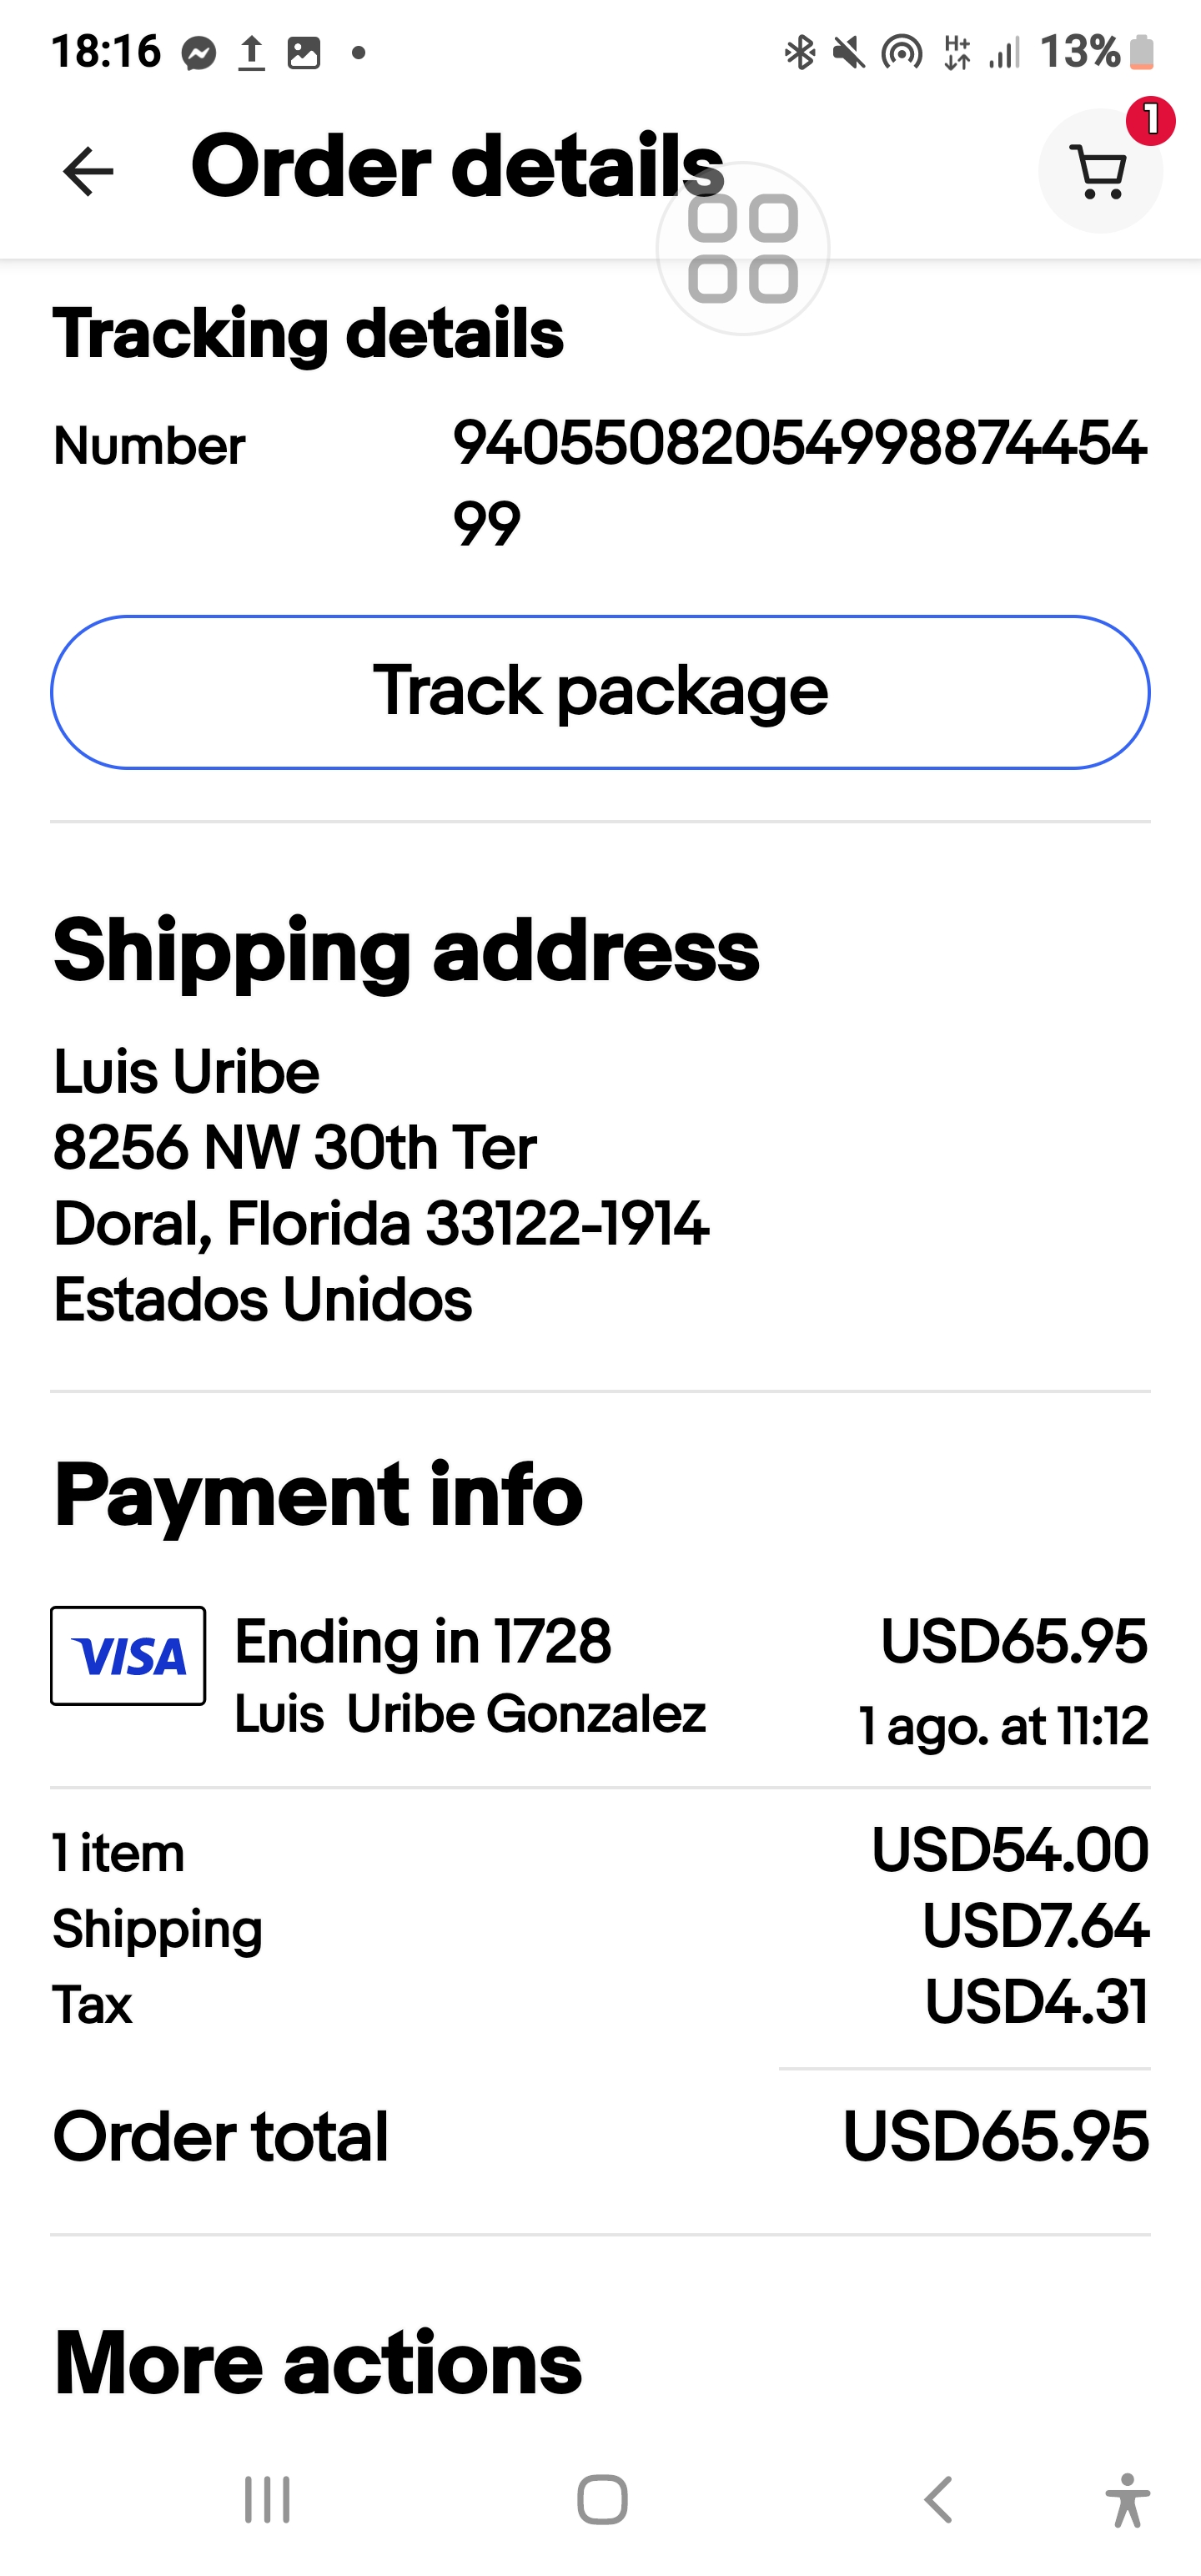 18:16
H+
13%
Order details
1
Tracking details
Number
94055082054998874454
99
Track package
Shipping address
Luis Uribe
8256 NW 30th Ter
Doral, Florida 33122-1914
Estados Unidos
Payment info
VISA
Ending in 1728
USD65.95
Luis Uribe Gonzalez
1 ago. at 11:12
1 item
USD54.00
Shipping
USD7.64
Tax
USD4.31
Order total
USD65.95
More actions